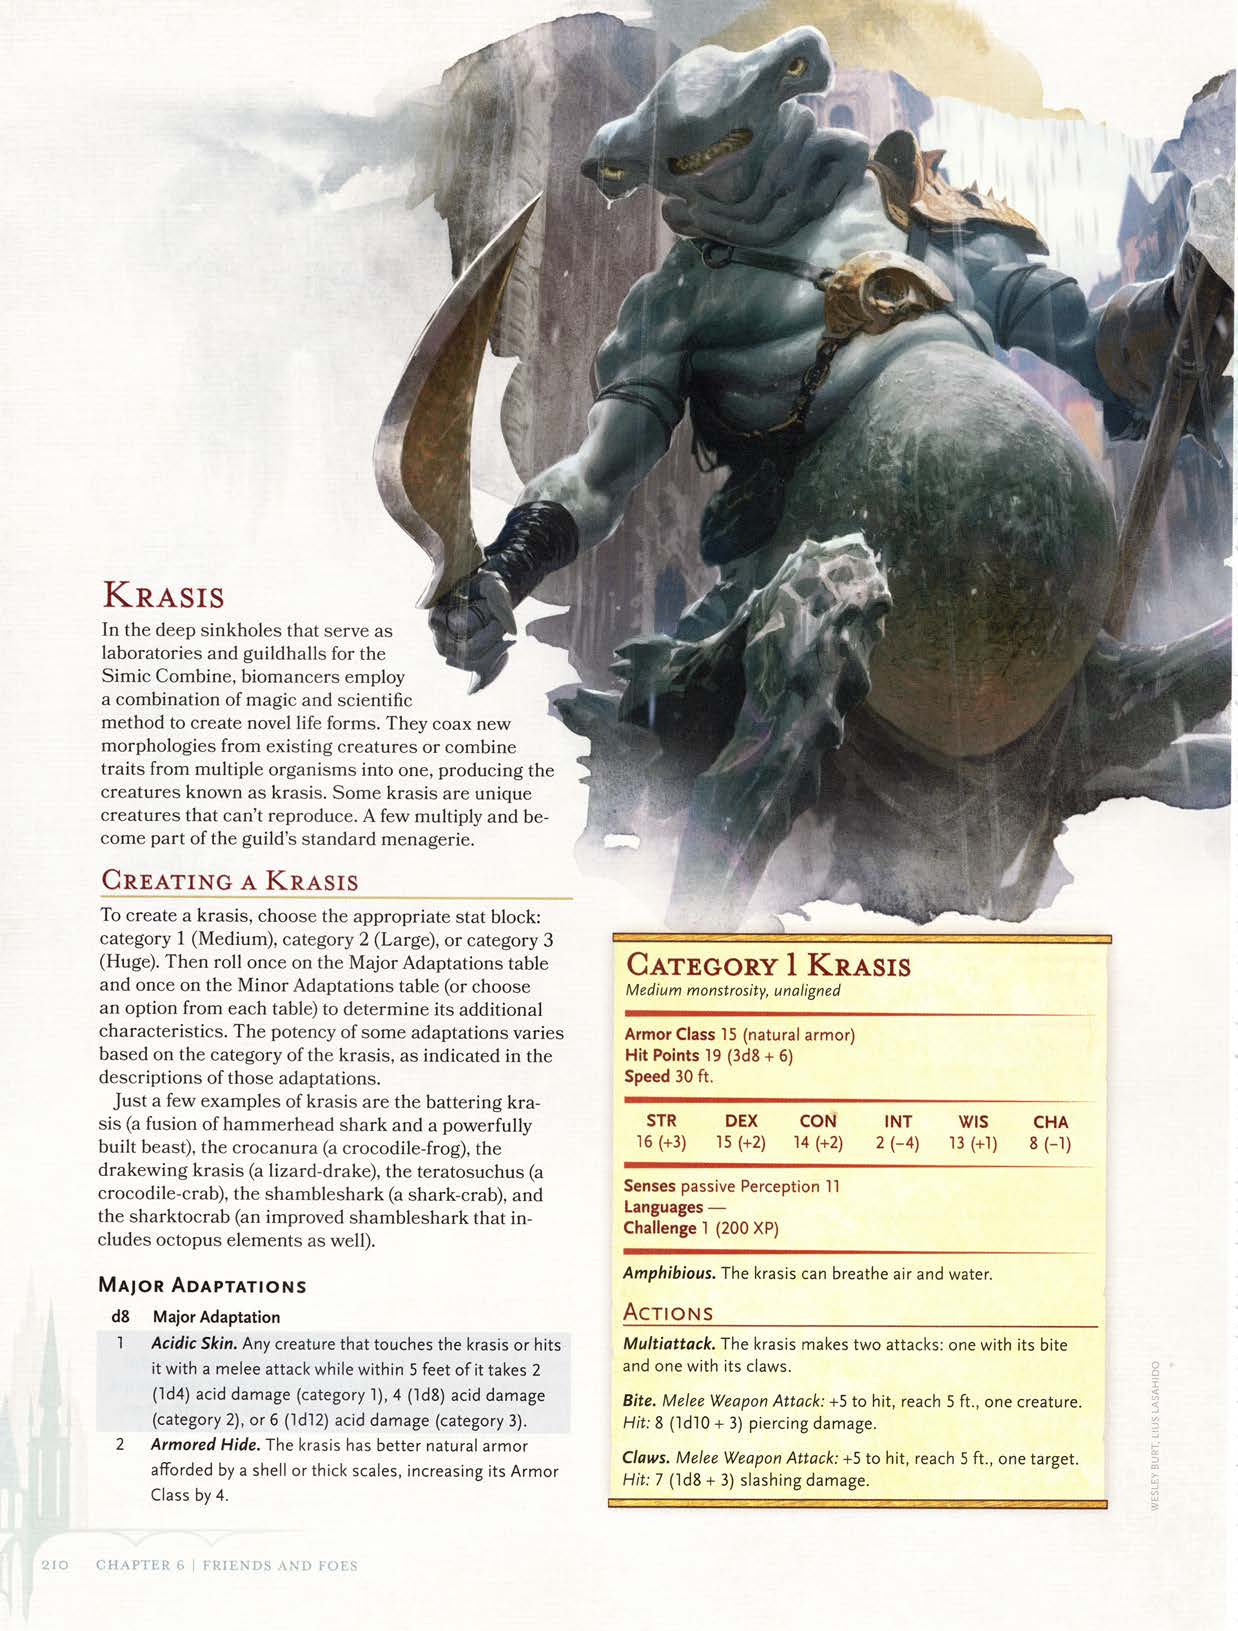 KRASIS
In the deep sinkholes that serve as
laboratories and guildhalls for the
Simic Combine, biomancers employ
a combination of magic and scientific
method to create novel life forms. They coax new
morphologies from existing creatures or combine
traits from multiple organisms into one, producing the
creatures known as krasis. Some krasis are unique
creatures that can't reproduce. A few multiply and be-
come part of the guild's standard menagerie.
CREATING A KRASIS
To create a krasis, choose the appropriate stat block:
category 1 (Medium), category 2 (Large), or category 3
(Huge). Then roll once on the Major Adaptations table
and once on the Minor Adaptations table (or choose
an option from each table) to determine its additional
characteristics. The potency of some adaptations varies
based on the category of the krasis, as indicated in the
descriptions of those adaptations.
Just a few examples of krasis are the battering kra-
sis (a fusion of hammerhead shark and a powerfully
built beast), the crocanura (a crocodile-frog), the
drakewing krasis (a lizard-drake), the teratosuchus (a
crocodile-crab), the shambleshark (a shark-crab), and
the sharktocrab (an improved shambleshark that in-
cludes octopus elements as well).
MAJOR ADAPTATIONS
d8 Major Adaptation
1 Acidic Skin. Any creature that touches the krasis or hits
it with a melee attack while within 5 feet of it takes 2
(1d4) acid damage (category 1), 4 (1d8) acid damage
(category 2), or 6 (1d12) acid damage (category 3).
2 Armored Hide. The krasis has better natural armor
afforded by a shell or thick scales, increasing its Armor
Class by 4.
CATEGORY 1 KRASIS
Medium monstrosity, unaligned
Armor Class 15 (natural armor)
Hit Points 19 (3d8 + 6)
Speed 30 ft.
STR DEX CON INT WIS CHA
16 (+3) 15 (+2) 14 (+2) 2 (−4) 13 (+1) 8 (−1)
Senses passive Perception 11
Languages —
Challenge 1 (200 XP)
Amphibious. The krasis can breathe air and water.
ACTIONS
Multiattack. The krasis makes two attacks: one with its bite
and one with its claws.
Bite. Melee Weapon Attack: +5 to hit, reach 5 ft., one creature.
Hit: 8 (1d10 + 3) piercing damage.
Claws. Melee Weapon Attack: +5 to hit, reach 5 ft., one target.
Hit: 7 (1d8 + 3) slashing damage.
WESLEY BURT, LIUS LASAHIDO
210 CHAPTER 6 | FRIENDS AND FOES